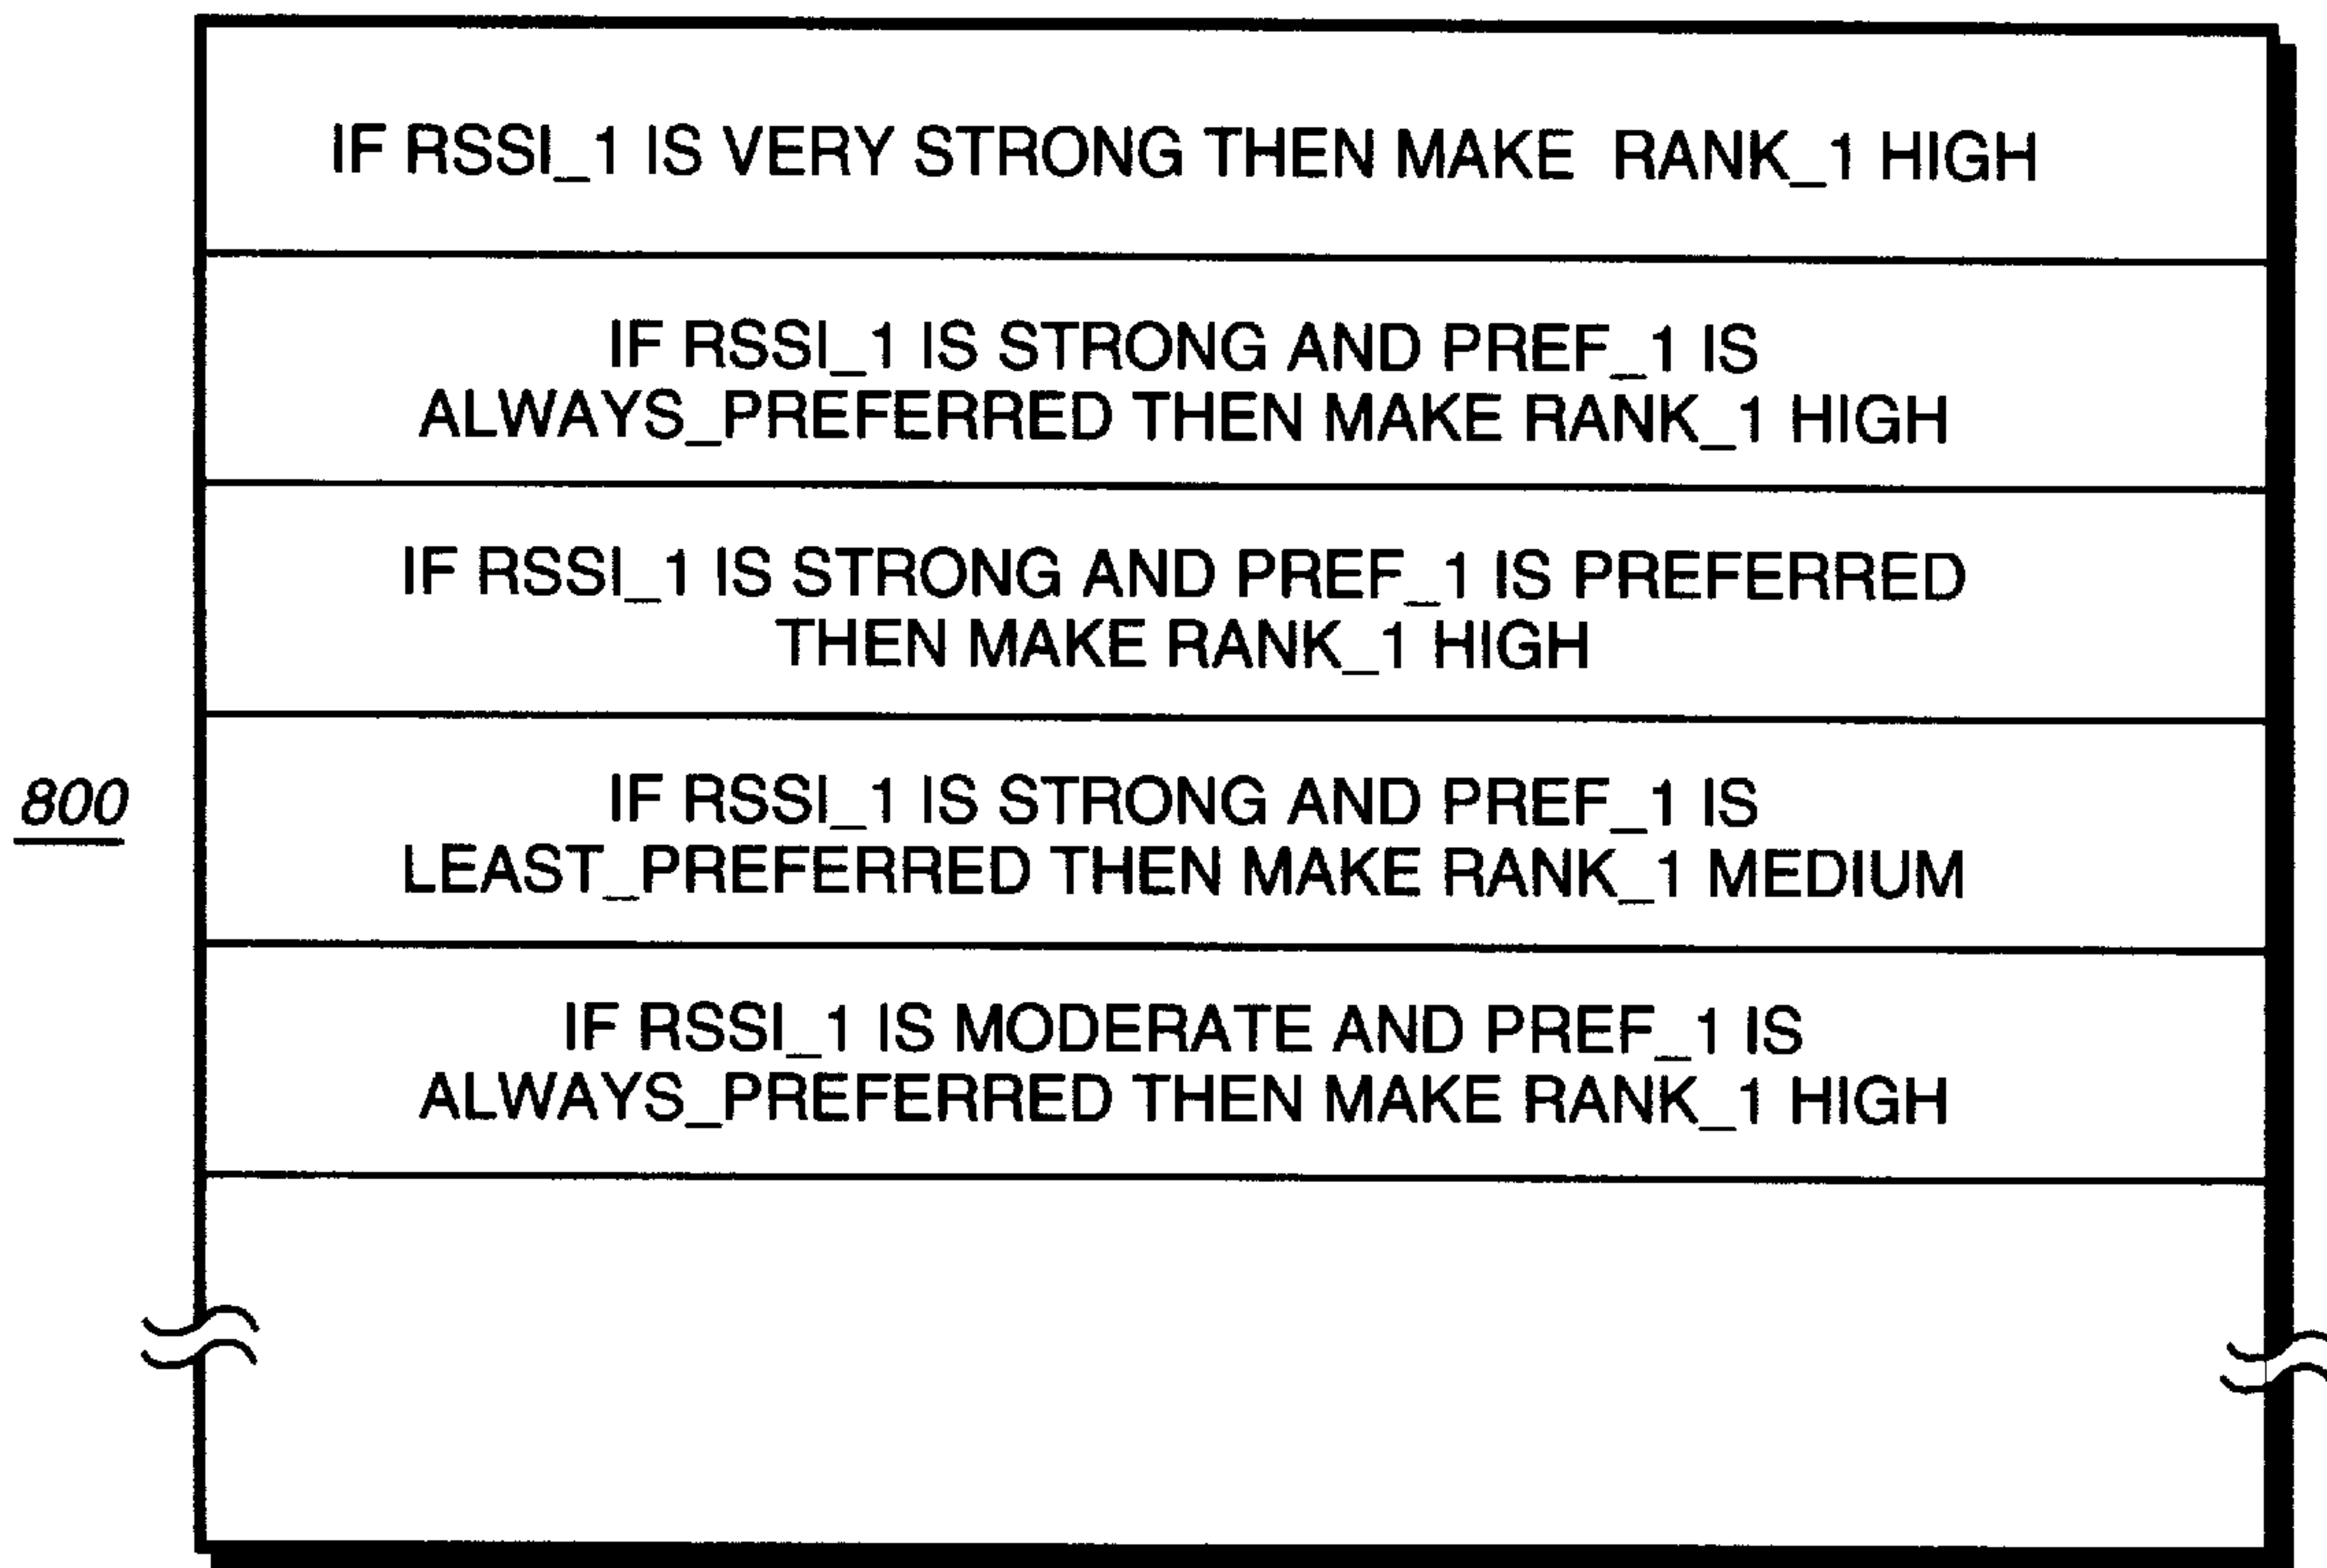 IF RSSI_1 IS VERY STRONG THEN MAKE RANK_1 HIGH
IF RSSI_1 IS STRONG AND PREF_1 IS
ALWAYS_PREFERRED THEN MAKE RANK_1 HIGH
IF RSSI_1 IS STRONG AND PREF_1 IS PREFERRED
THEN MAKE RANK_1 HIGH
800
IF RSSI_1 IS STRONG AND PREF_1 IS
LEAST_PREFERRED THEN MAKE RANK_1 MEDIUM
IF RSSI_1 IS MODERATE AND PREF_1 IS
ALWAYS_PREFERRED THEN MAKE RANK_1 HIGH